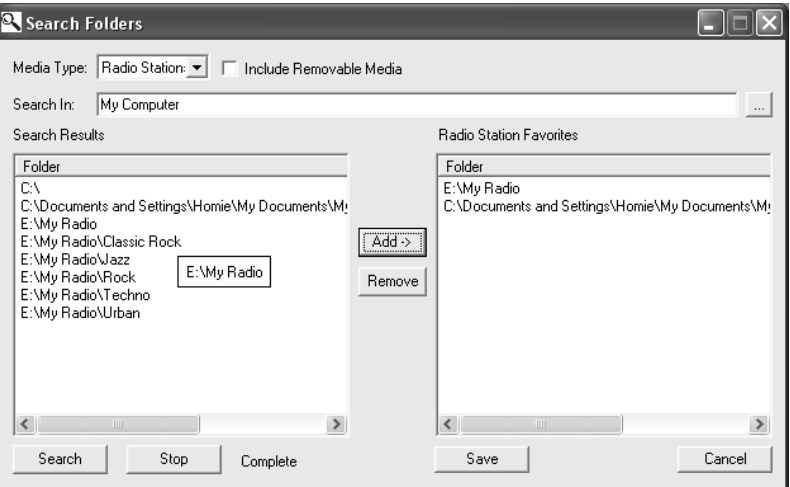 Search Folders
Media Type: Radio Station: Include Removable Media
Search In: My Computer ...
Search Results
Folder
C:\
C:\Documents and Settings\Homie\My Documents\My
E:\My Radio
E:\My Radio\Classic Rock
E:\My Radio\Jazz
E:\My Radio\Rock
E:\My Radio\Techno
E:\My Radio\Urban
E:\My Radio
Add ->
Remove
Radio Station Favorites
Folder
E:\My Radio
C:\Documents and Settings\Homie\My Documents\My
Search Stop Complete Save Cancel